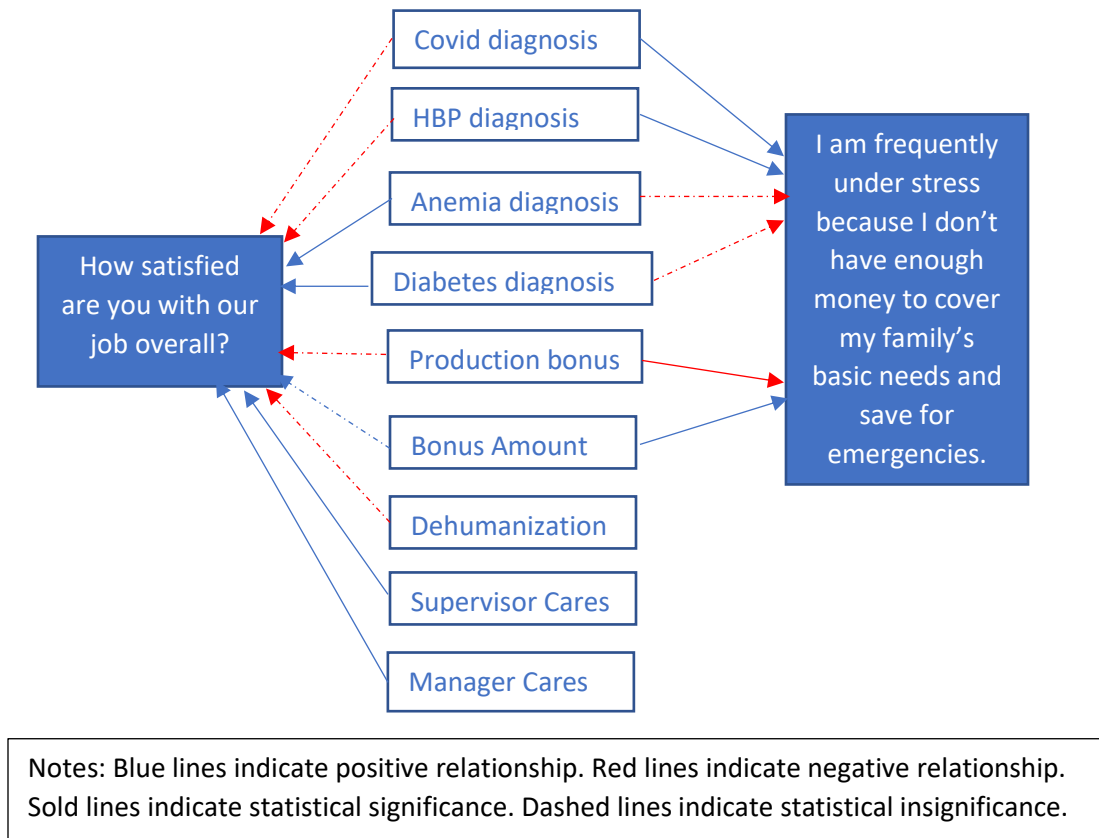 Covid diagnosis
HBP diagnosis
Anemia diagnosis
Diabetes diagnosis
Production bonus
Bonus Amount
Dehumanization
Supervisor Cares
Manager Cares
How satisfied
are you with our
job overall?
I am frequently
under stress
because I don’t
have enough
money to cover
my family’s
basic needs and
save for
emergencies.
Notes: Blue lines indicate positive relationship. Red lines indicate negative relationship.
Sold lines indicate statistical significance. Dashed lines indicate statistical insignificance.